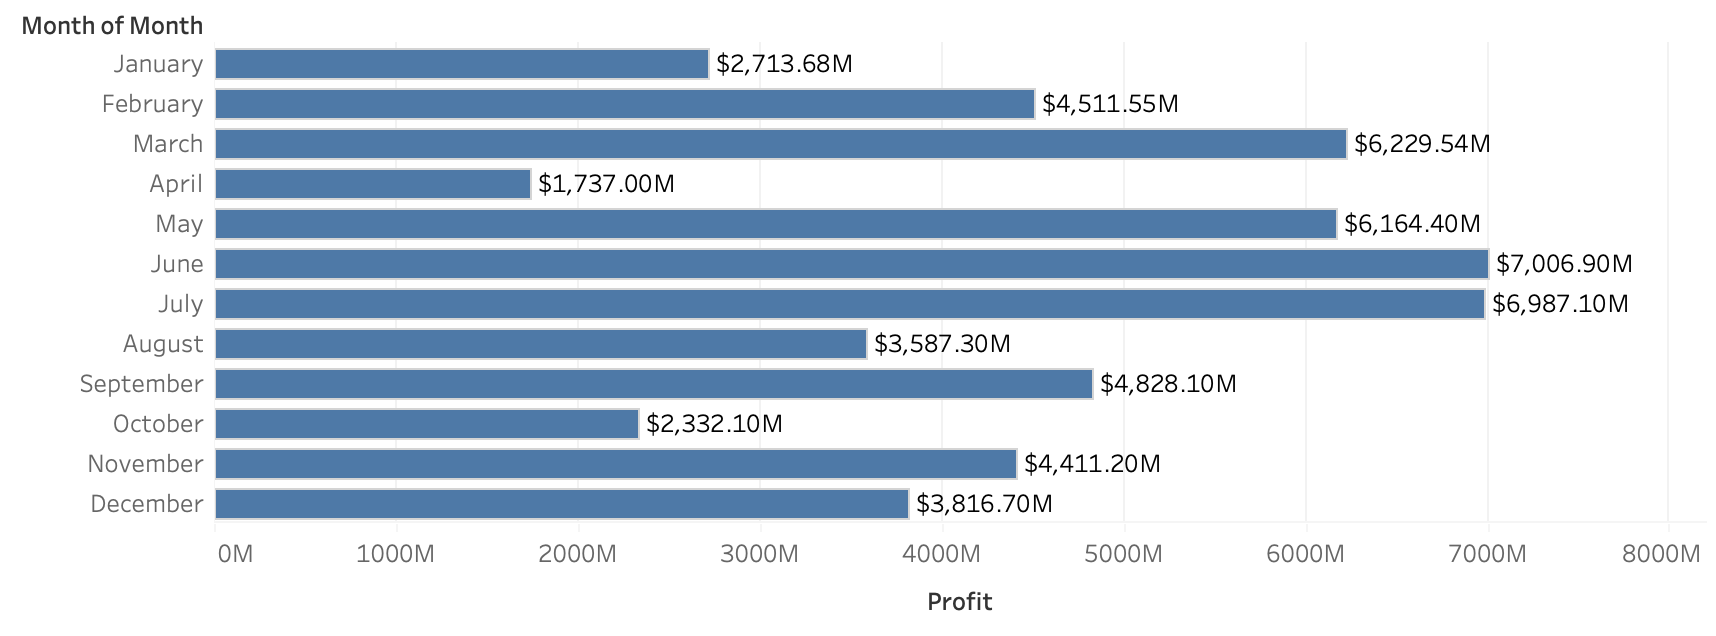 Month of Month
January $2,713.68M
February $4,511.55M
March $6,229.54M
April $1,737.00M
May $6,164.40M
June $7,006.90M
July $6,987.10M
August $3,587.30M
September $4,828.10M
October $2,332.10M
November $4,411.20M
December $3,816.70M
0M 1000M 2000M 3000M 4000M 5000M 6000M 7000M 8000M
Profit